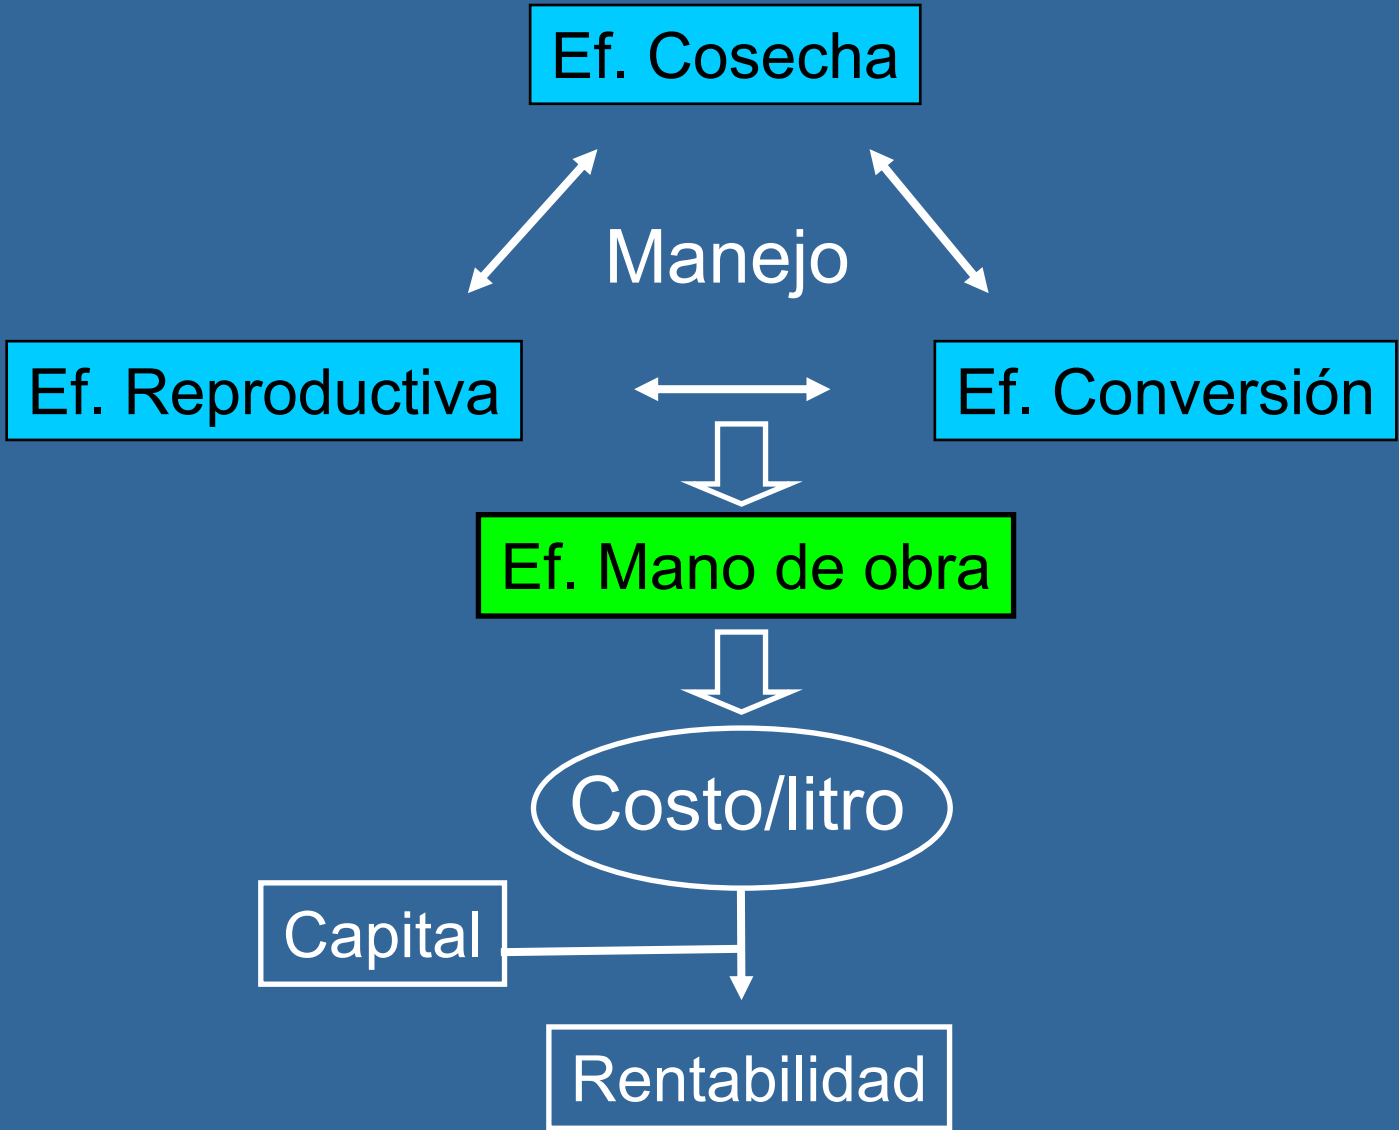 Ef. Cosecha
Manejo
Ef. Reproductiva
Ef. Conversión
Ef. Mano de obra
Costo/litro
Capital
Rentabilidad